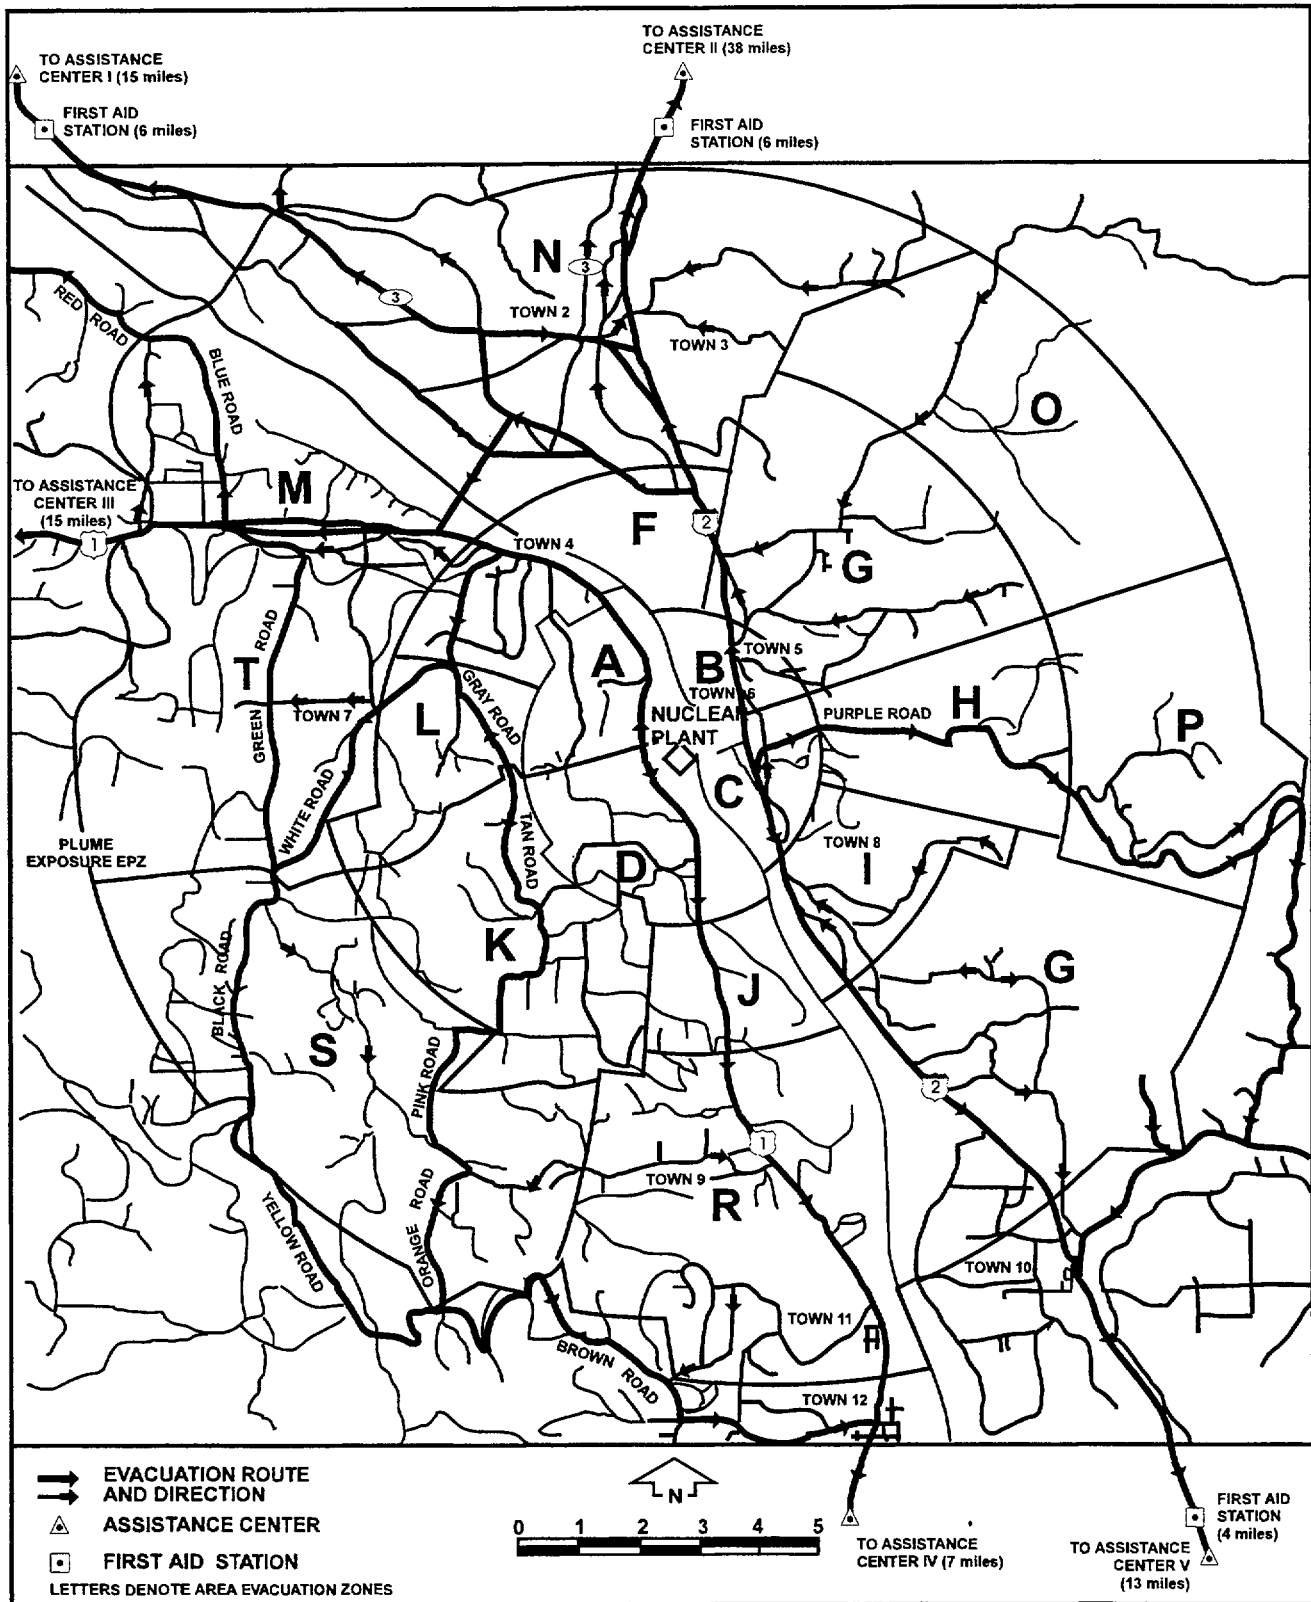 TO ASSISTANCE
CENTER I (15 miles)
FIRST AID
STATION (6 miles)
TO ASSISTANCE
CENTER II (38 miles)
FIRST AID
STATION (6 miles)
N
3
3
TOWN 2
TOWN 3
RED ROAD
BLUE ROAD
O
M
TO ASSISTANCE
CENTER III
(15 miles)
1
F
2
TOWN 4
G
T
GREEN ROAD
TOWN 7
L
GRAY ROAD
A
B
TOWN 5
TOWN 6
NUCLEAR
PLANT
PURPLE ROAD
H
P
C
WHITE ROAD
TAN ROAD
PLUME
EXPOSURE EPZ
D
TOWN 8
I
K
BLACK ROAD
S
J
G
PINK ROAD
2
1
TOWN 9
R
ORANGE ROAD
YELLOW ROAD
TOWN 10
TOWN 11
BROWN ROAD
TOWN 12
EVACUATION ROUTE
AND DIRECTION
ASSISTANCE CENTER
FIRST AID STATION
LETTERS DENOTE AREA EVACUATION ZONES
N
0 1 2 3 4 5
TO ASSISTANCE
CENTER IV (7 miles)
FIRST AID
STATION
(4 miles)
TO ASSISTANCE
CENTER V
(13 miles)